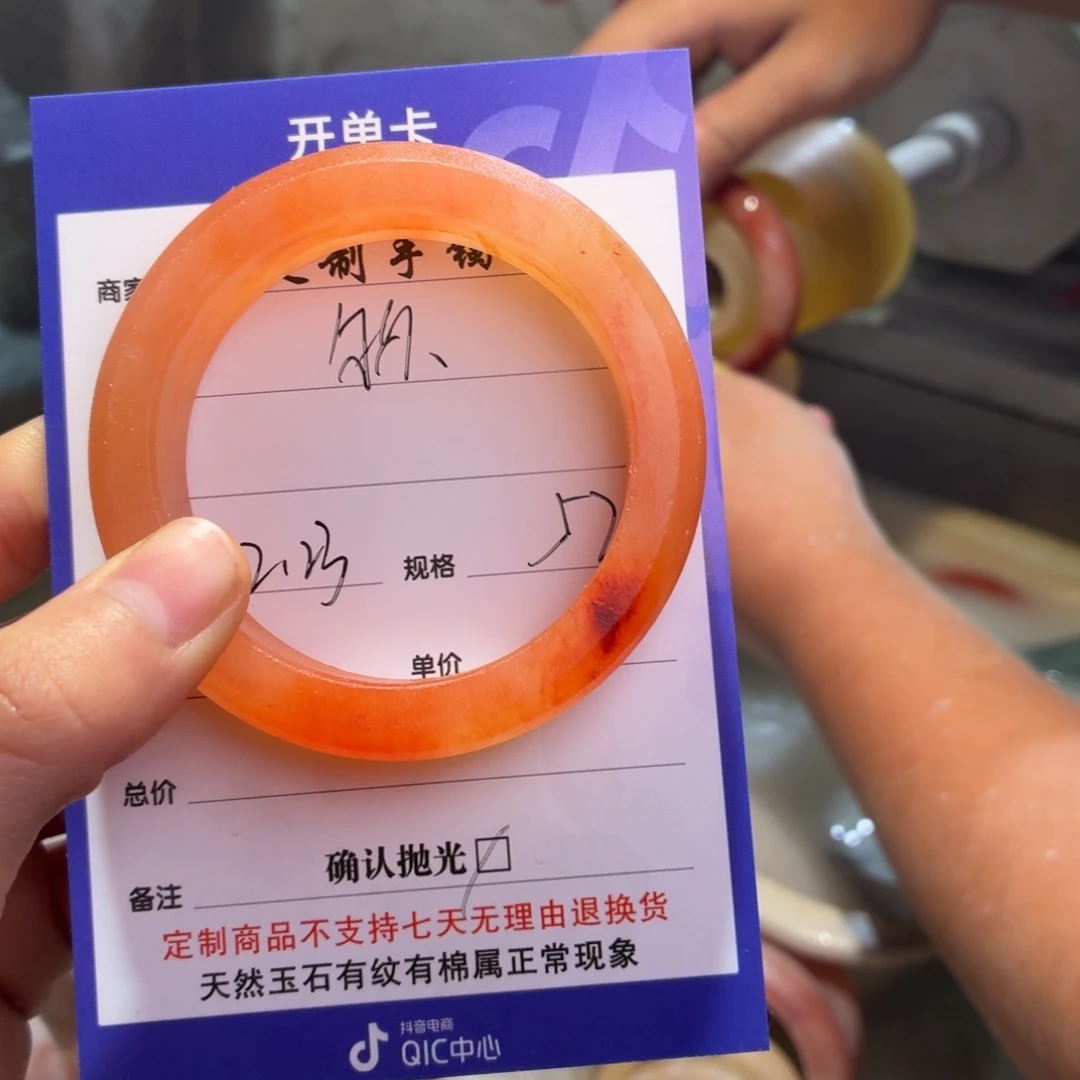 开单卡
商家
制手镯
规格 57
单价
总价
确认抛光
备注
定制商品不支持七天无理由退换货
天然玉石有纹有棉属正常现象
抖音电商
QIC中心